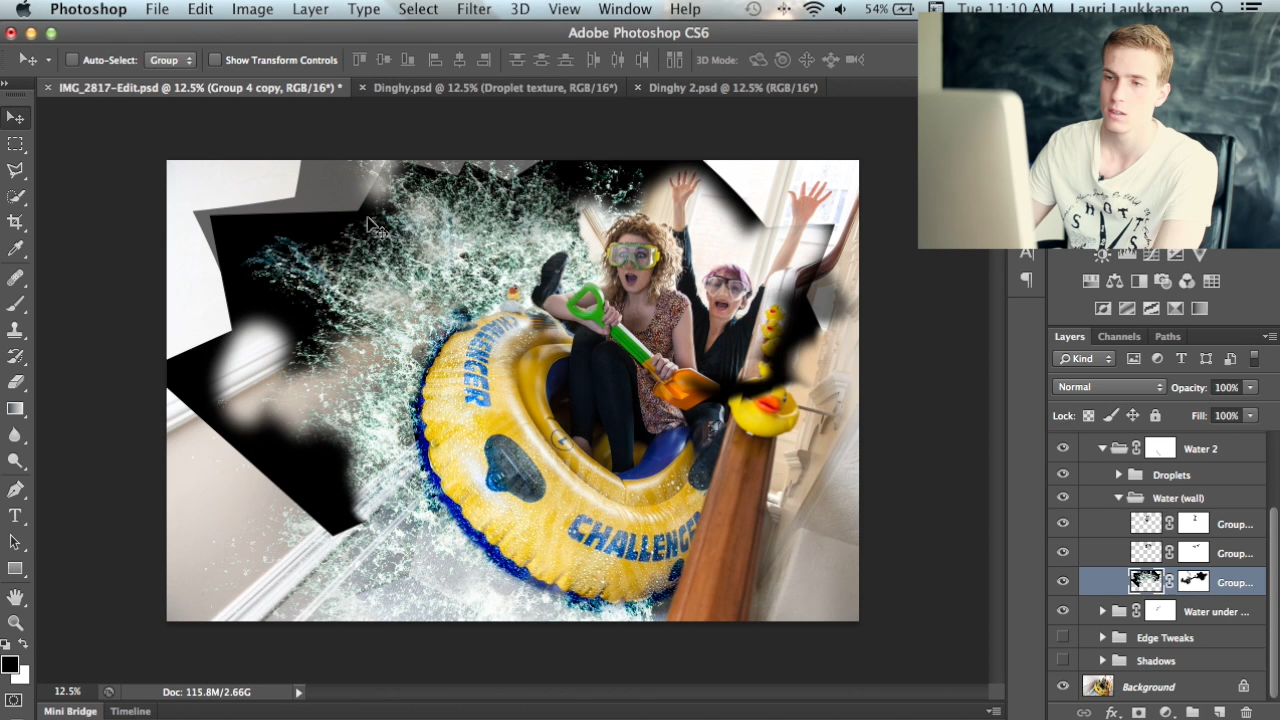 Photoshop File Edit Image Layer Type Select Filter 3D View Window Help 54% Tue 11:10 AM Lauri Laukkanen
Adobe Photoshop CS6
Auto-Select: Group Show Transform Controls 3D Mode:
IMG_2817-Edit.psd @ 12.5% (Group 4 copy, RGB/16*) * Dinghy.psd @ 12.5% (Droplet texture, RGB/16*) Dinghy 2.psd @ 12.5% (RGB/16*)
SHOTTS
CHALLENGER
CHALLENGER
Layers Channels Paths
Kind
Normal Opacity: 100%
Lock: Fill: 100%
Water 2
Droplets
Water (wall)
Group...
Group...
Group...
Water under ...
Edge Tweaks
Shadows
Background
12.5% Doc: 115.8M/2.66G
Mini Bridge Timeline